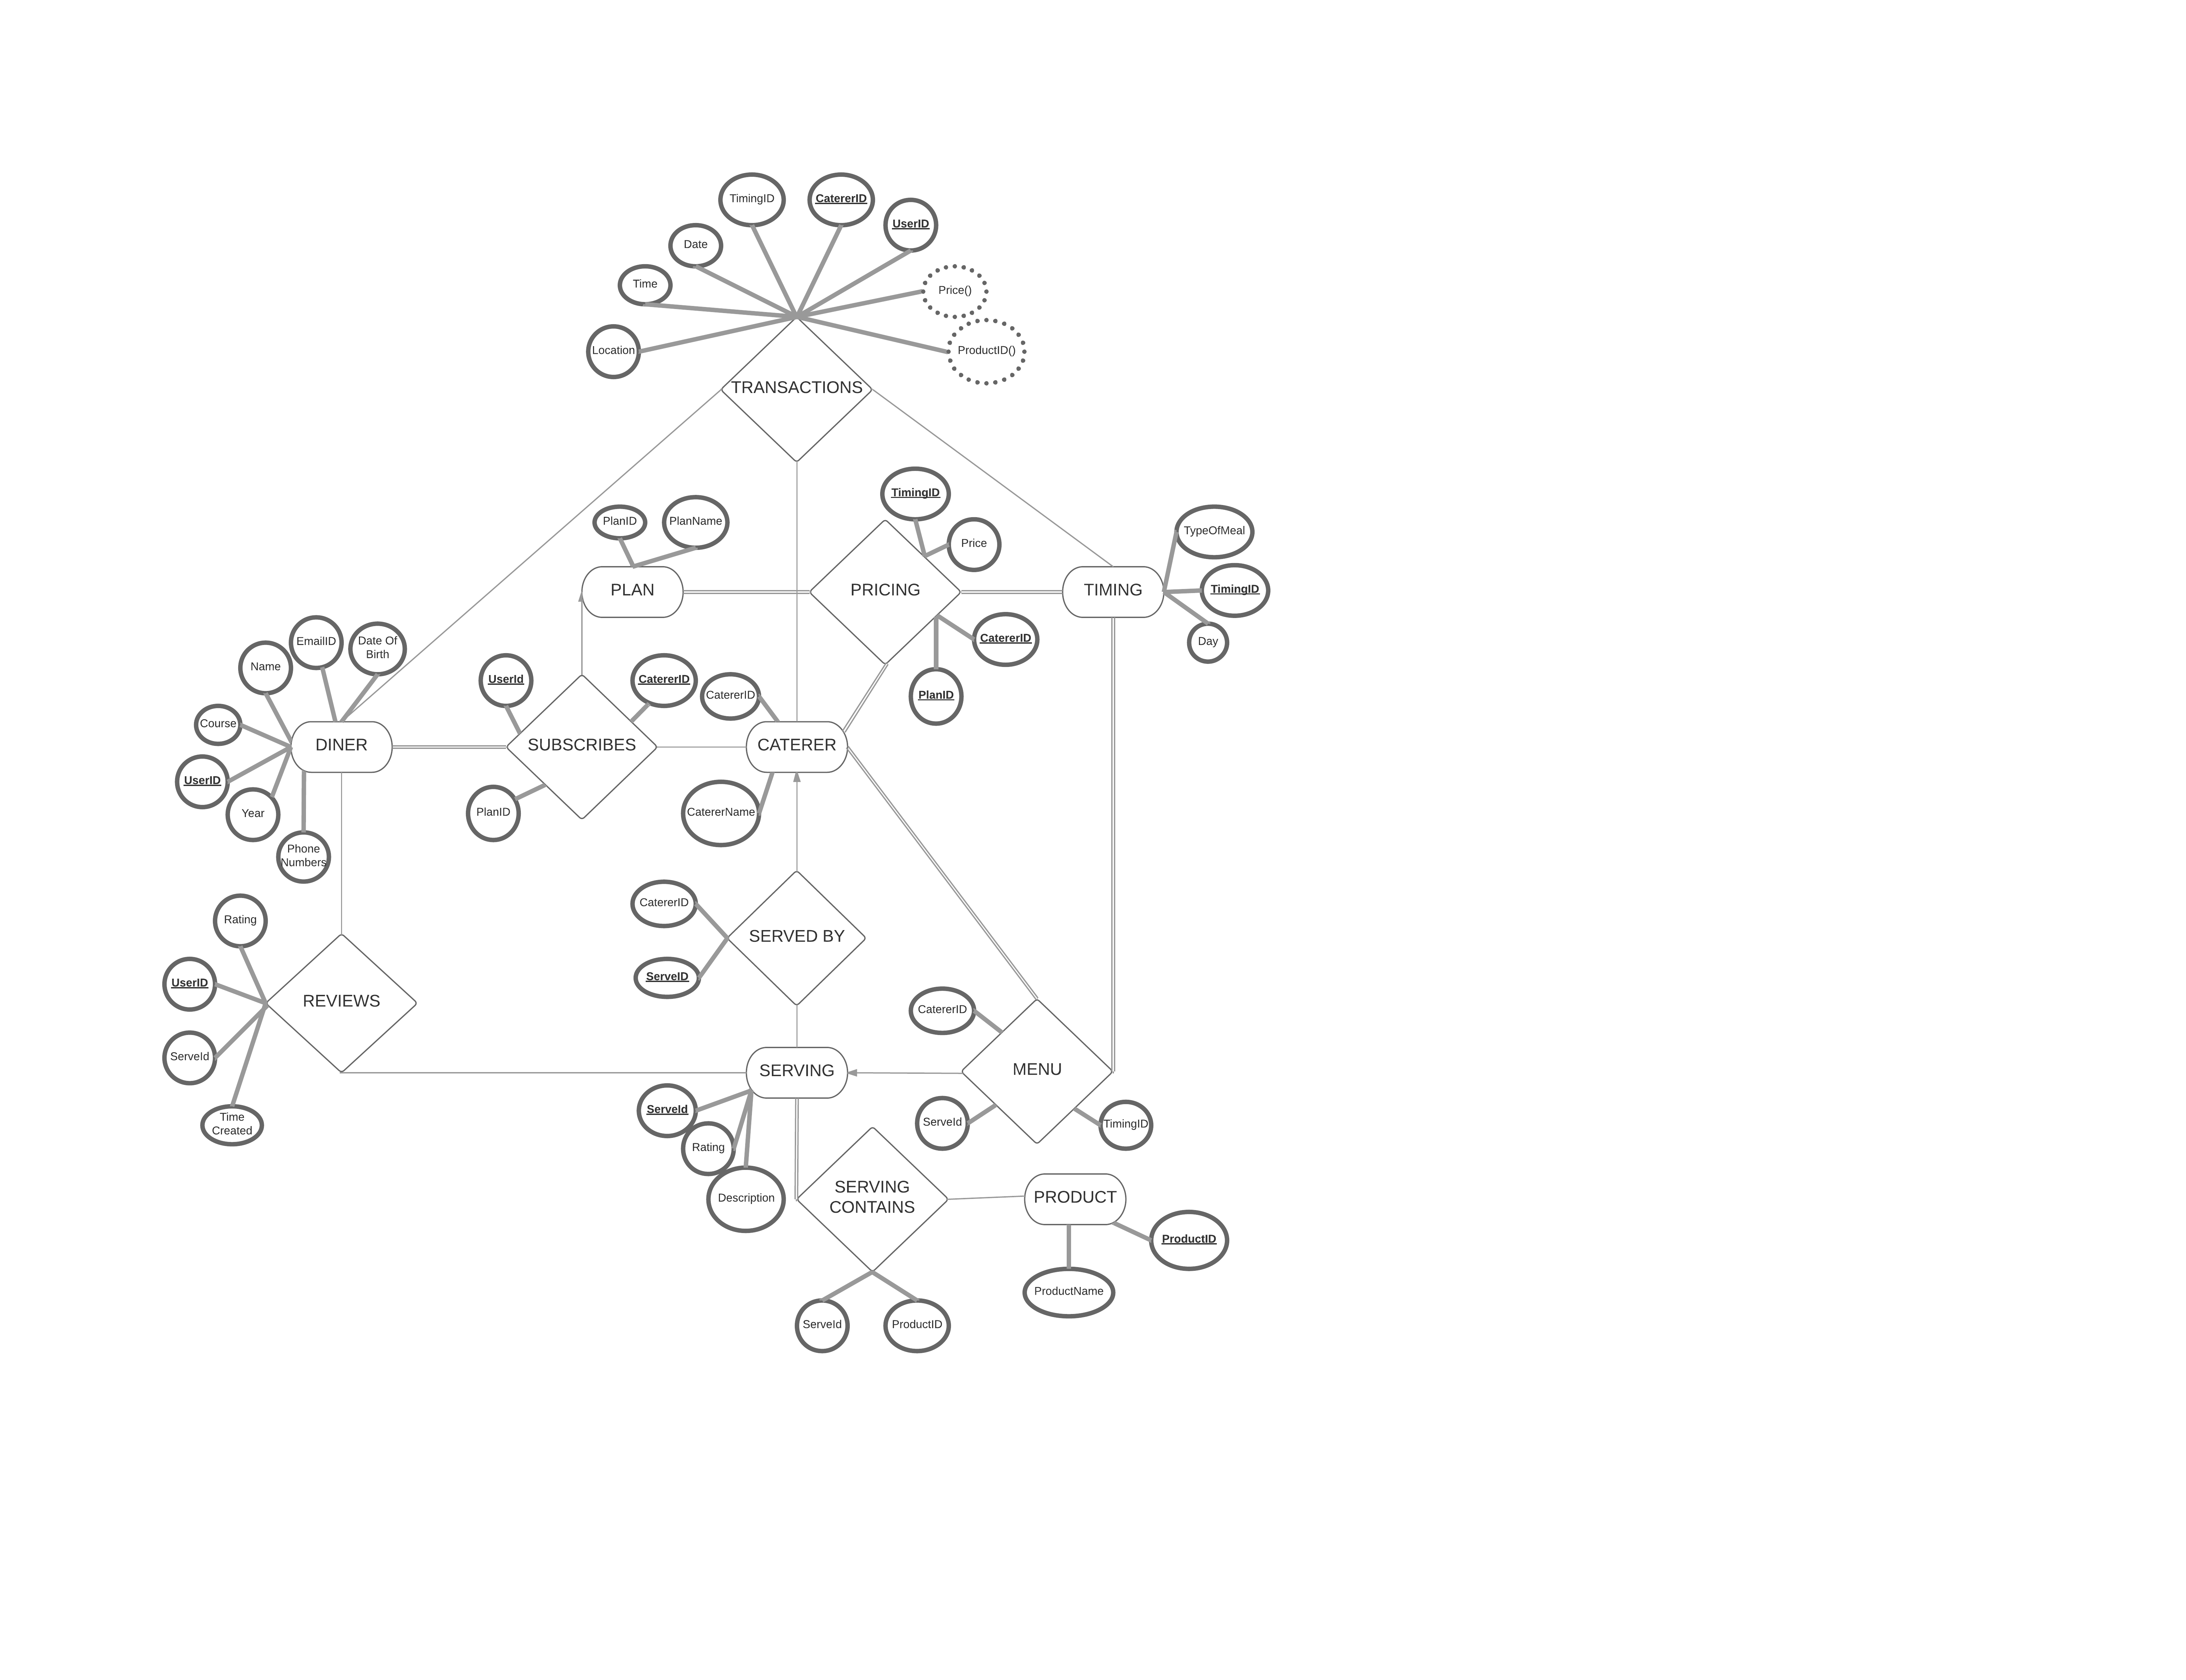 TimingID
CatererID
UserID
Date
Time
Price()
Location
ProductID()
TRANSACTIONS
TimingID
PlanID
PlanName
TypeOfMeal
Price
PLAN
PRICING
TIMING
TimingID
EmailID
Date Of
Birth
Name
CatererID
Day
UserId
CatererID
CatererID
PlanID
Course
DINER
SUBSCRIBES
CATERER
UserID
Year
PlanID
CatererName
Phone
Numbers
CatererID
Rating
SERVED BY
ServeID
UserID
REVIEWS
CatererID
ServeId
SERVING
MENU
ServeId
Time
Created
ServeId
TimingID
Rating
Description
SERVING
CONTAINS
PRODUCT
ProductID
ProductName
ServeId
ProductID